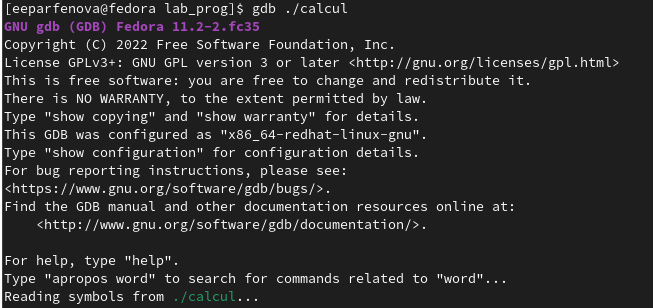 [eeparfenova@fedora lab_prog]$ gdb ./calcul
GNU gdb (GDB) Fedora 11.2-2.fc35
Copyright (C) 2022 Free Software Foundation, Inc.
License GPLv3+: GNU GPL version 3 or later <http://gnu.org/licenses/gpl.html>
This is free software: you are free to change and redistribute it.
There is NO WARRANTY, to the extent permitted by law.
Type "show copying" and "show warranty" for details.
This GDB was configured as "x86_64-redhat-linux-gnu".
Type "show configuration" for configuration details.
For bug reporting instructions, please see:
<https://www.gnu.org/software/gdb/bugs/>.
Find the GDB manual and other documentation resources online at:
    <http://www.gnu.org/software/gdb/documentation/>.

For help, type "help".
Type "apropos word" to search for commands related to "word"...
Reading symbols from ./calcul...